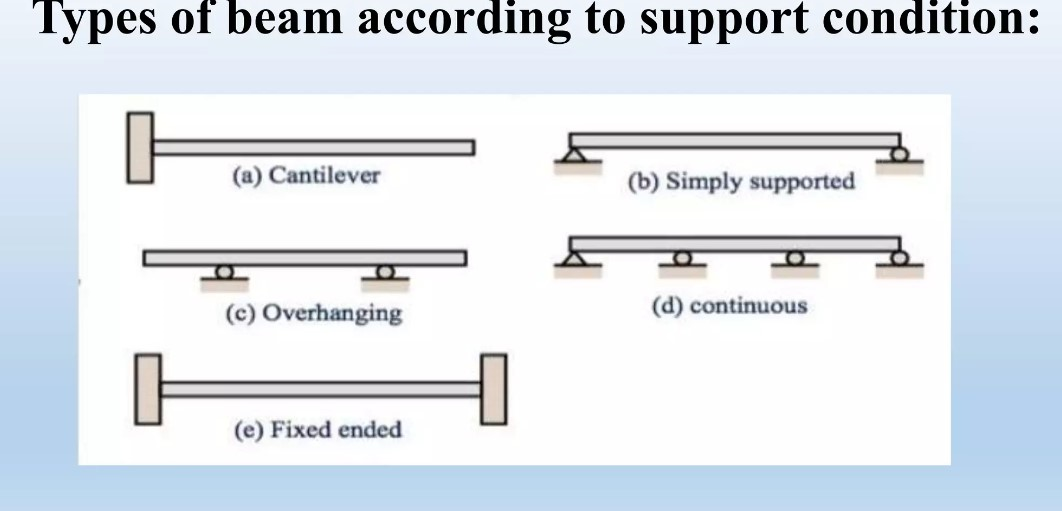 Types of beam according to support condition:
(a) Cantilever
(b) Simply supported
(c) Overhanging
(d) continuous
(e) Fixed ended